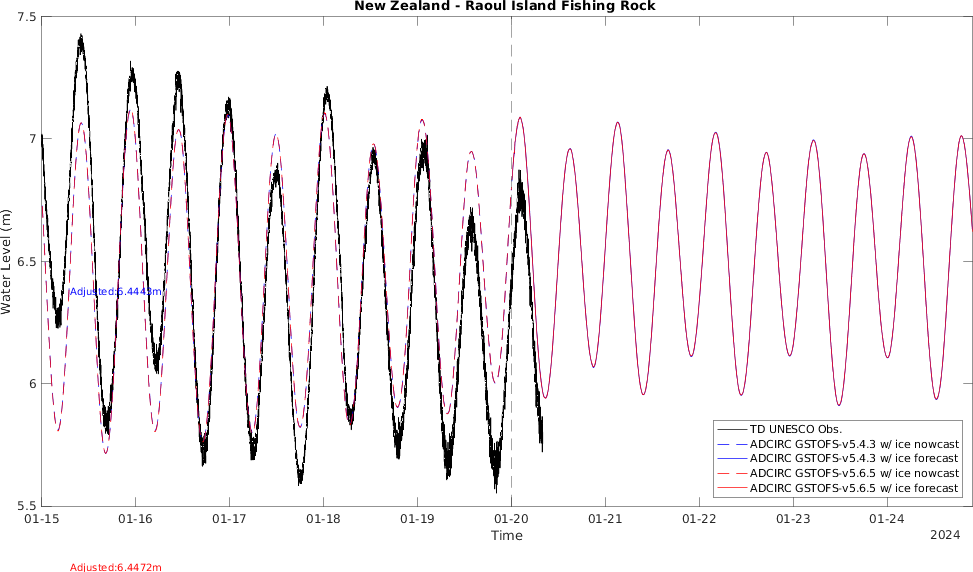 New Zealand - Raoul Island Fishing Rock
7.5
7
6.5
6
5.5
Water Level (m)
Adjusted:6.4443m
TD UNESCO Obs.
ADCIRC GSTOFS-v5.4.3 w/ ice nowcast
ADCIRC GSTOFS-v5.4.3 w/ ice forecast
ADCIRC GSTOFS-v5.6.5 w/ ice nowcast
ADCIRC GSTOFS-v5.6.5 w/ ice forecast
01-15 01-16 01-17 01-18 01-19 01-20 01-21 01-22 01-23 01-24
Time
2024
Adjusted:6.4472m